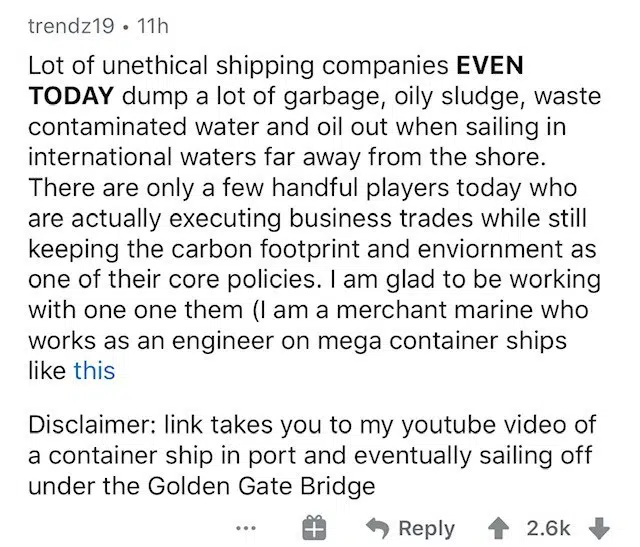 trendz19 • 11h
Lot of unethical shipping companies EVEN
TODAY dump a lot of garbage, oily sludge, waste
contaminated water and oil out when sailing in
international waters far away from the shore.
There are only a few handful players today who
are actually executing business trades while still
keeping the carbon footprint and enviornment as
one of their core policies. I am glad to be working
with one one them (I am a merchant marine who
works as an engineer on mega container ships
like this
Disclaimer: link takes you to my youtube video of
a container ship in port and eventually sailing off
under the Golden Gate Bridge
Reply 2.6k